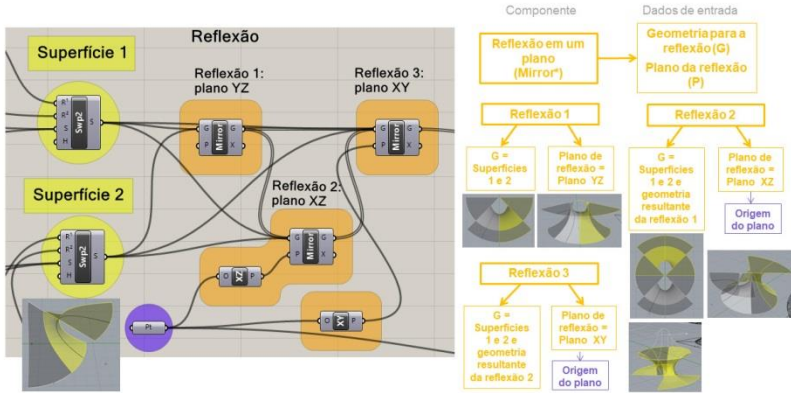 Reflexão
Superfície 1
R¹
R²
S
H
Swp2
S
Reflexão 1:
plano YZ
G
P
Mirror
G
X
Reflexão 3:
plano XY
G
P
Mirror
G
X
Superfície 2
R¹
R²
S
H
Swp2
S
Reflexão 2:
plano XZ
G
P
Mirror
G
X
O
XZ
P
Pt
O
XY
P
Componente
Dados de entrada
Reflexão em um
plano
(Mirror*)
Geometria para a
reflexão (G)
Plano da reflexão
(P)
Reflexão 1
G =
Superfícies
1 e 2
Plano de
reflexão =
Plano YZ
Reflexão 2
G =
Superfícies
1 e 2 e
geometria
resultante
da reflexão 1
Plano de
reflexão =
Plano XZ
Origem
do plano
Reflexão 3
G =
Superfícies
1 e 2 e
geometria
resultante
da reflexão 2
Plano de
reflexão =
Plano XY
Origem
do plano